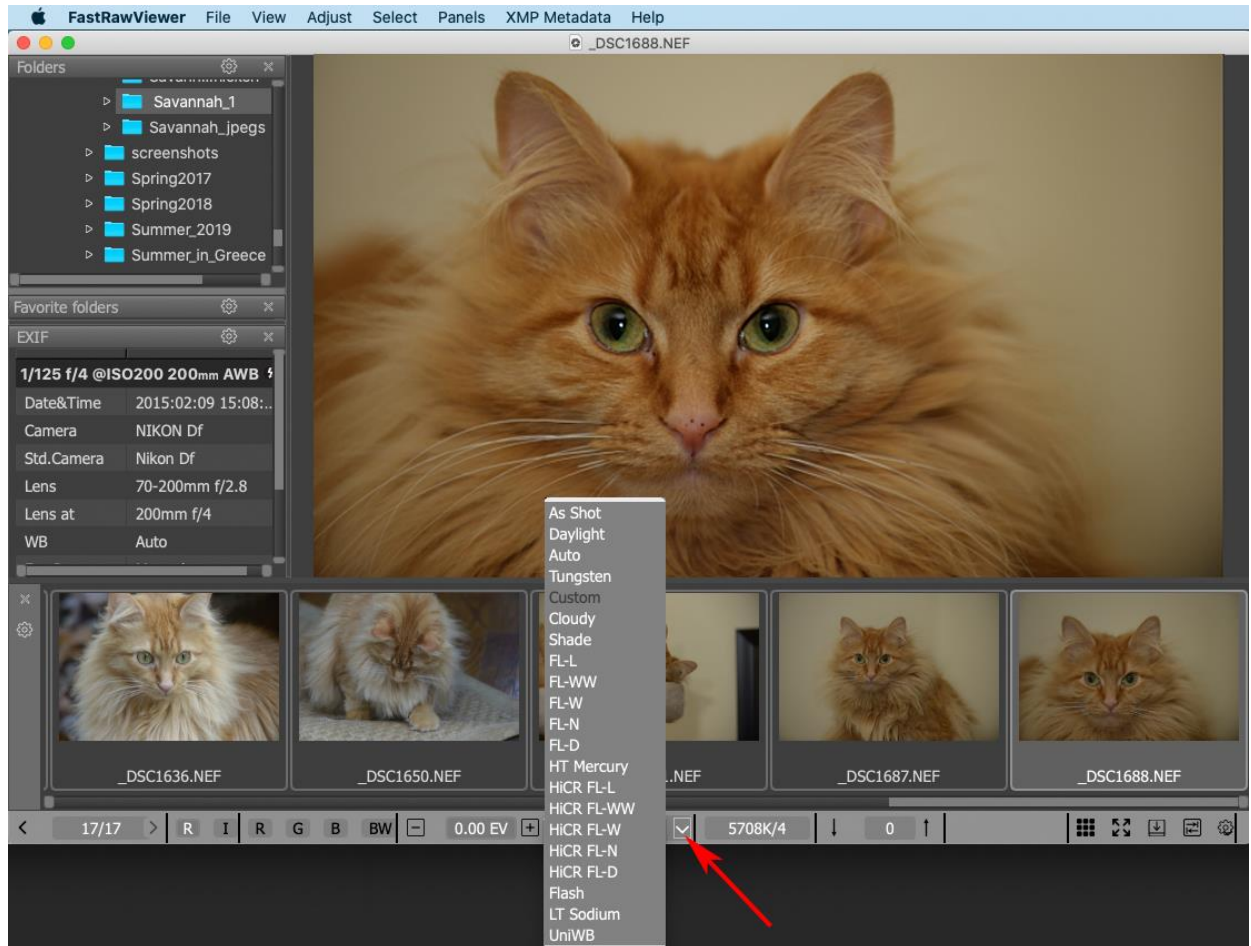 FastRawViewer File View Adjust Select Panels XMP Metadata Help
_DSC1688.NEF
Folders
Savannah_1
Savannah_jpegs
screenshots
Spring2017
Spring2018
Summer_2019
Summer_in_Greece
Favorite folders
EXIF
1/125 f/4 @ISO200 200mm AWB
Date&Time 2015:02:09 15:08:..
Camera NIKON Df
Std.Camera Nikon Df
Lens 70-200mm f/2.8
Lens at 200mm f/4
WB Auto
As Shot
Daylight
Auto
Tungsten
Custom
Cloudy
Shade
FL-L
FL-WW
FL-W
FL-N
FL-D
HT Mercury
HiCR FL-L
HiCR FL-WW
HiCR FL-W
HiCR FL-N
HiCR FL-D
Flash
LT Sodium
UniWB
_DSC1636.NEF
_DSC1650.NEF
1.NEF
_DSC1687.NEF
_DSC1688.NEF
17/17 R I R G B BW 0.00 EV 5708K/4 0